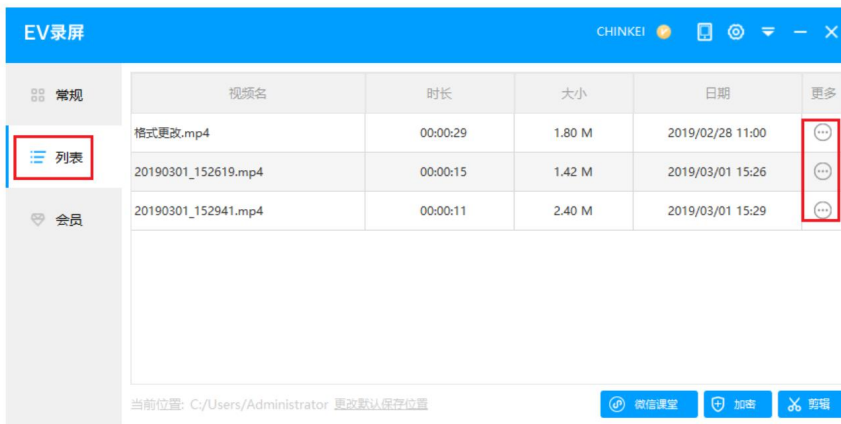 EV录屏 CHINKEI
常规
列表
会员
视频名 时长 大小 日期 更多
格式更改.mp4 00:00:29 1.80 M 2019/02/28 11:00
20190301_152619.mp4 00:00:15 1.42 M 2019/03/01 15:26
20190301_152941.mp4 00:00:11 2.40 M 2019/03/01 15:29
当前位置: C:/Users/Administrator 更改默认保存位置
微信课堂 加密 剪辑